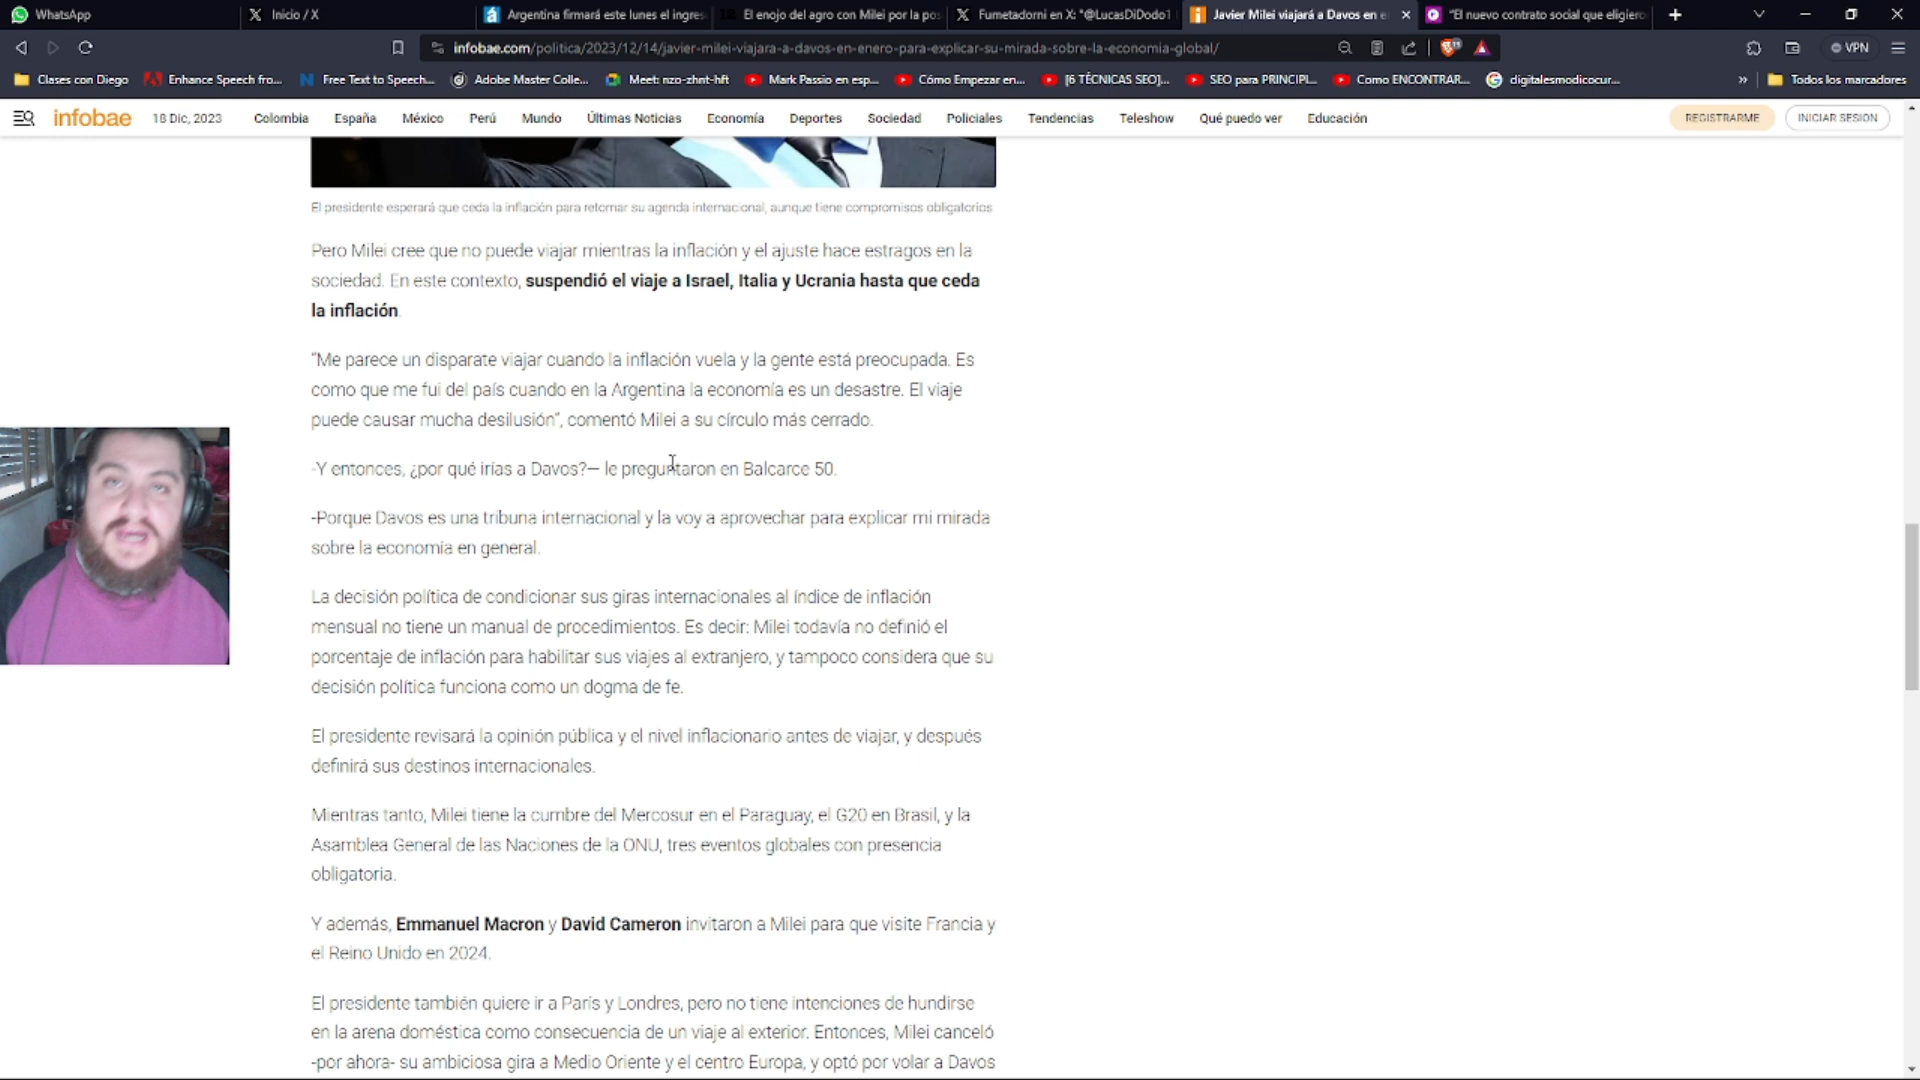 WhatsApp
Inicio / X
Argentina firmará este lunes el ingres
El enojo del agro con Milei por la pos
Fumetadorni en X: "@LucasDiDodo1
Javier Milei viajará a Davos en e
"El nuevo contrato social que eligiero
infobae.com/politica/2023/12/14/javier-milei-viajara-a-davos-en-enero-para-explicar-su-mirada-sobre-la-economia-global/
VPN
Clases con Diego
Enhance Speech fro...
Free Text to Speech...
Adobe Master Colle...
Meet: nzo-zhnt-hft
Mark Passio en esp...
Cómo Empezar en...
[6 TÉCNICAS SEO]...
SEO para PRINCIPI...
Como ENCONTRAR...
digitalesmodicocur...
Todos los marcadores
infobae
18 Dic, 2023
Colombia
España
México
Perú
Mundo
Últimas Noticias
Economía
Deportes
Sociedad
Policiales
Tendencias
Teleshow
Qué puedo ver
Educación
REGISTRARME
INICIAR SESIÓN
El presidente esperará que ceda la inflación para retomar su agenda internacional, aunque tiene compromisos obligatorios
Pero Milei cree que no puede viajar mientras la inflación y el ajuste hace estragos en la
sociedad. En este contexto, suspendió el viaje a Israel, Italia y Ucrania hasta que ceda
la inflación.
"Me parece un disparate viajar cuando la inflación vuela y la gente está preocupada. Es
como que me fui del país cuando en la Argentina la economía es un desastre. El viaje
puede causar mucha desilusión", comentó Milei a su círculo más cerrado.
-Y entonces, ¿por qué irías a Davos?— le preguntaron en Balcarce 50.
-Porque Davos es una tribuna internacional y la voy a aprovechar para explicar mi mirada
sobre la economía en general.
La decisión política de condicionar sus giras internacionales al índice de inflación
mensual no tiene un manual de procedimientos. Es decir: Milei todavía no definió el
porcentaje de inflación para habilitar sus viajes al extranjero, y tampoco considera que su
decisión política funciona como un dogma de fe.
El presidente revisará la opinión pública y el nivel inflacionario antes de viajar, y después
definirá sus destinos internacionales.
Mientras tanto, Milei tiene la cumbre del Mercosur en el Paraguay, el G20 en Brasil, y la
Asamblea General de las Naciones de la ONU, tres eventos globales con presencia
obligatoria.
Y además, Emmanuel Macron y David Cameron invitaron a Milei para que visite Francia y
el Reino Unido en 2024.
El presidente también quiere ir a París y Londres, pero no tiene intenciones de hundirse
en la arena doméstica como consecuencia de un viaje al exterior. Entonces, Milei canceló
-por ahora- su ambiciosa gira a Medio Oriente y el centro Europa, y optó por volar a Davos